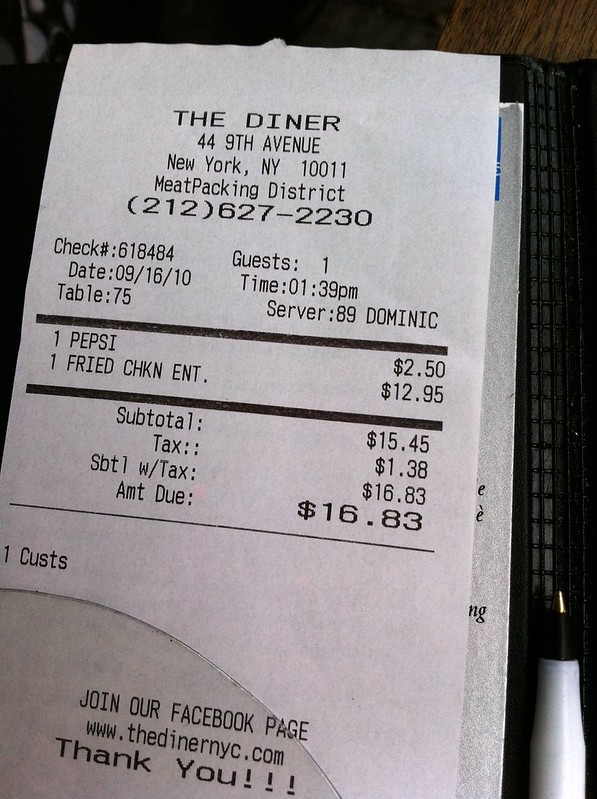 THE DINER
44 9TH AVENUE
New York, NY 10011
MeatPacking District
(212)627-2230
Check#:618484 Guests: 1
Date:09/16/10 Time:01:39pm
Table:75 Server:89 DOMINIC
1 PEPSI $2.50
1 FRIED CHKN ENT. $12.95
Subtotal: $15.45
Tax:: $1.38
Sbtl w/Tax: $16.83
Amt Due: $16.83
1 Custs
JOIN OUR FACEBOOK PAGE
www.thedinernyc.com
Thank You!!!
e
è
ng